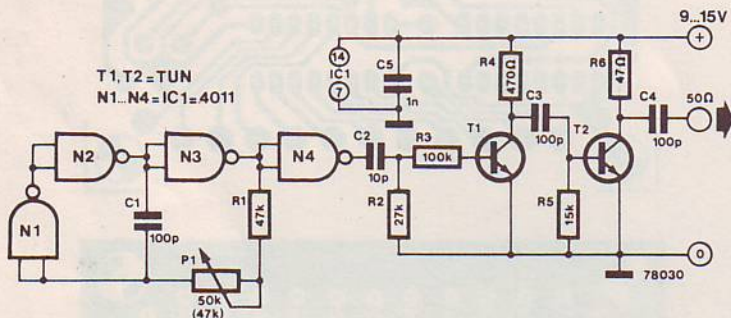 9...15V
+
T1,T2=TUN
N1...N4=IC1=4011
14
IC1
7
C5
1n
R4
470Ω
R6
47Ω
C3
100p
C4
100p
50Ω
T1
T2
N2
N3
N4
C2
10p
R3
100k
C1
100p
R1
47k
R2
27k
R5
15k
N1
P1
50k
(47k)
0
78030